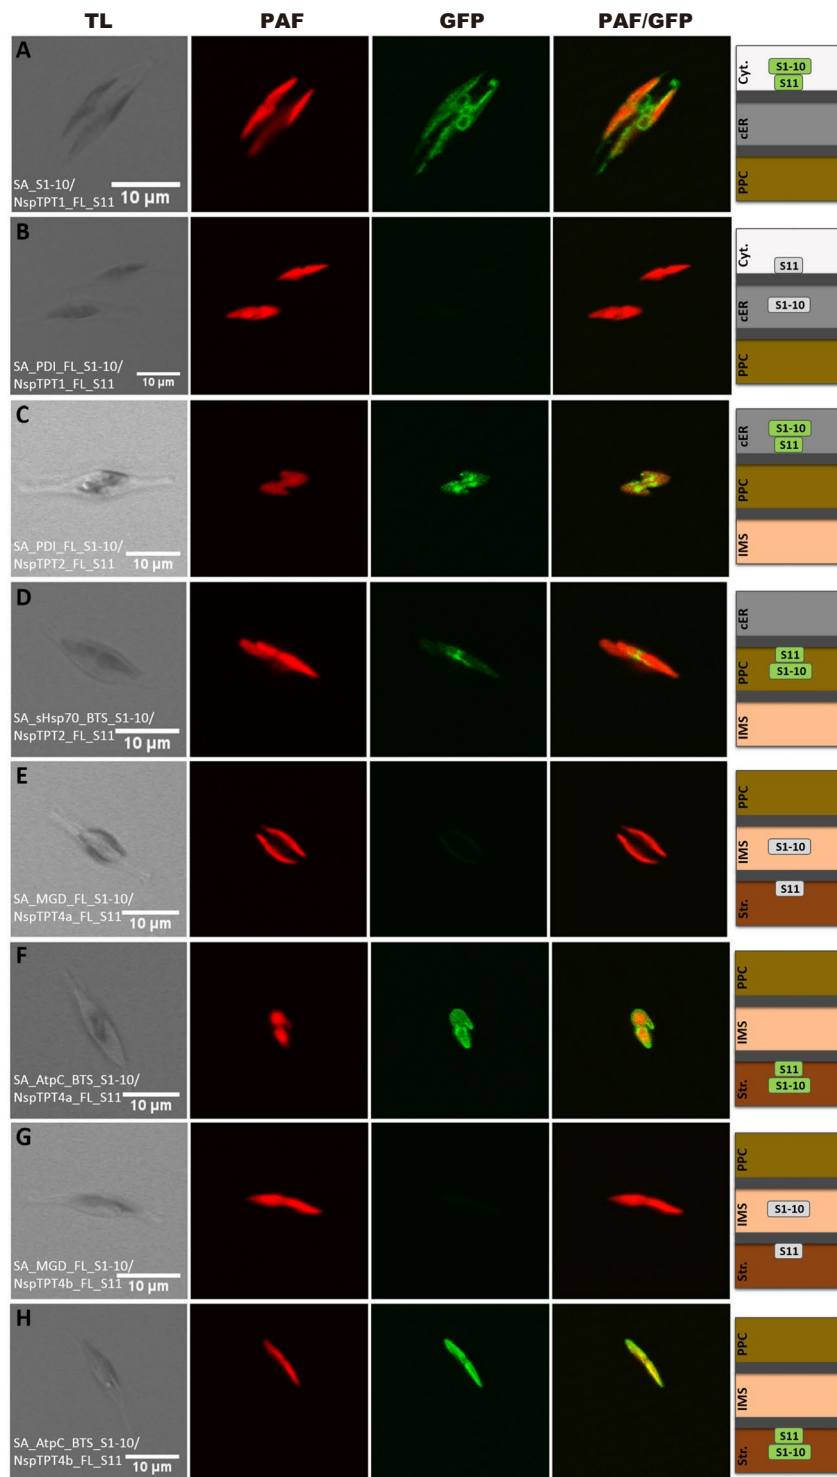 TL PAF GFP PAF/GFP
A
SA_S1-10/
NspTPT1_FL_S11
10 µm
Cyt.
S1-10
S11
cER
PPC
B
SA_PDI_FL_S1-10/
NspTPT1_FL_S11
10 µm
Cyt.
S11
cER
S1-10
PPC
C
SA_PDI_FL_S1-10/
NspTPT2_FL_S11
10 µm
cER
S1-10
S11
PPC
IMS
D
SA_sHsp70_BTS_S1-10/
NspTPT2_FL_S11
10 µm
cER
PPC
S11
S1-10
IMS
E
SA_MGD_FL_S1-10/
NspTPT4a_FL_S11
10 µm
PPC
IMS
S1-10
Str.
S11
F
SA_AtpC_BTS_S1-10/
NspTPT4a_FL_S11
10 µm
PPC
IMS
Str.
S11
S1-10
G
SA_MGD_FL_S1-10/
NspTPT4b_FL_S11
10 µm
PPC
IMS
S1-10
Str.
S11
H
SA_AtpC_BTS_S1-10/
NspTPT4b_FL_S11
10 µm
PPC
IMS
Str.
S11
S1-10